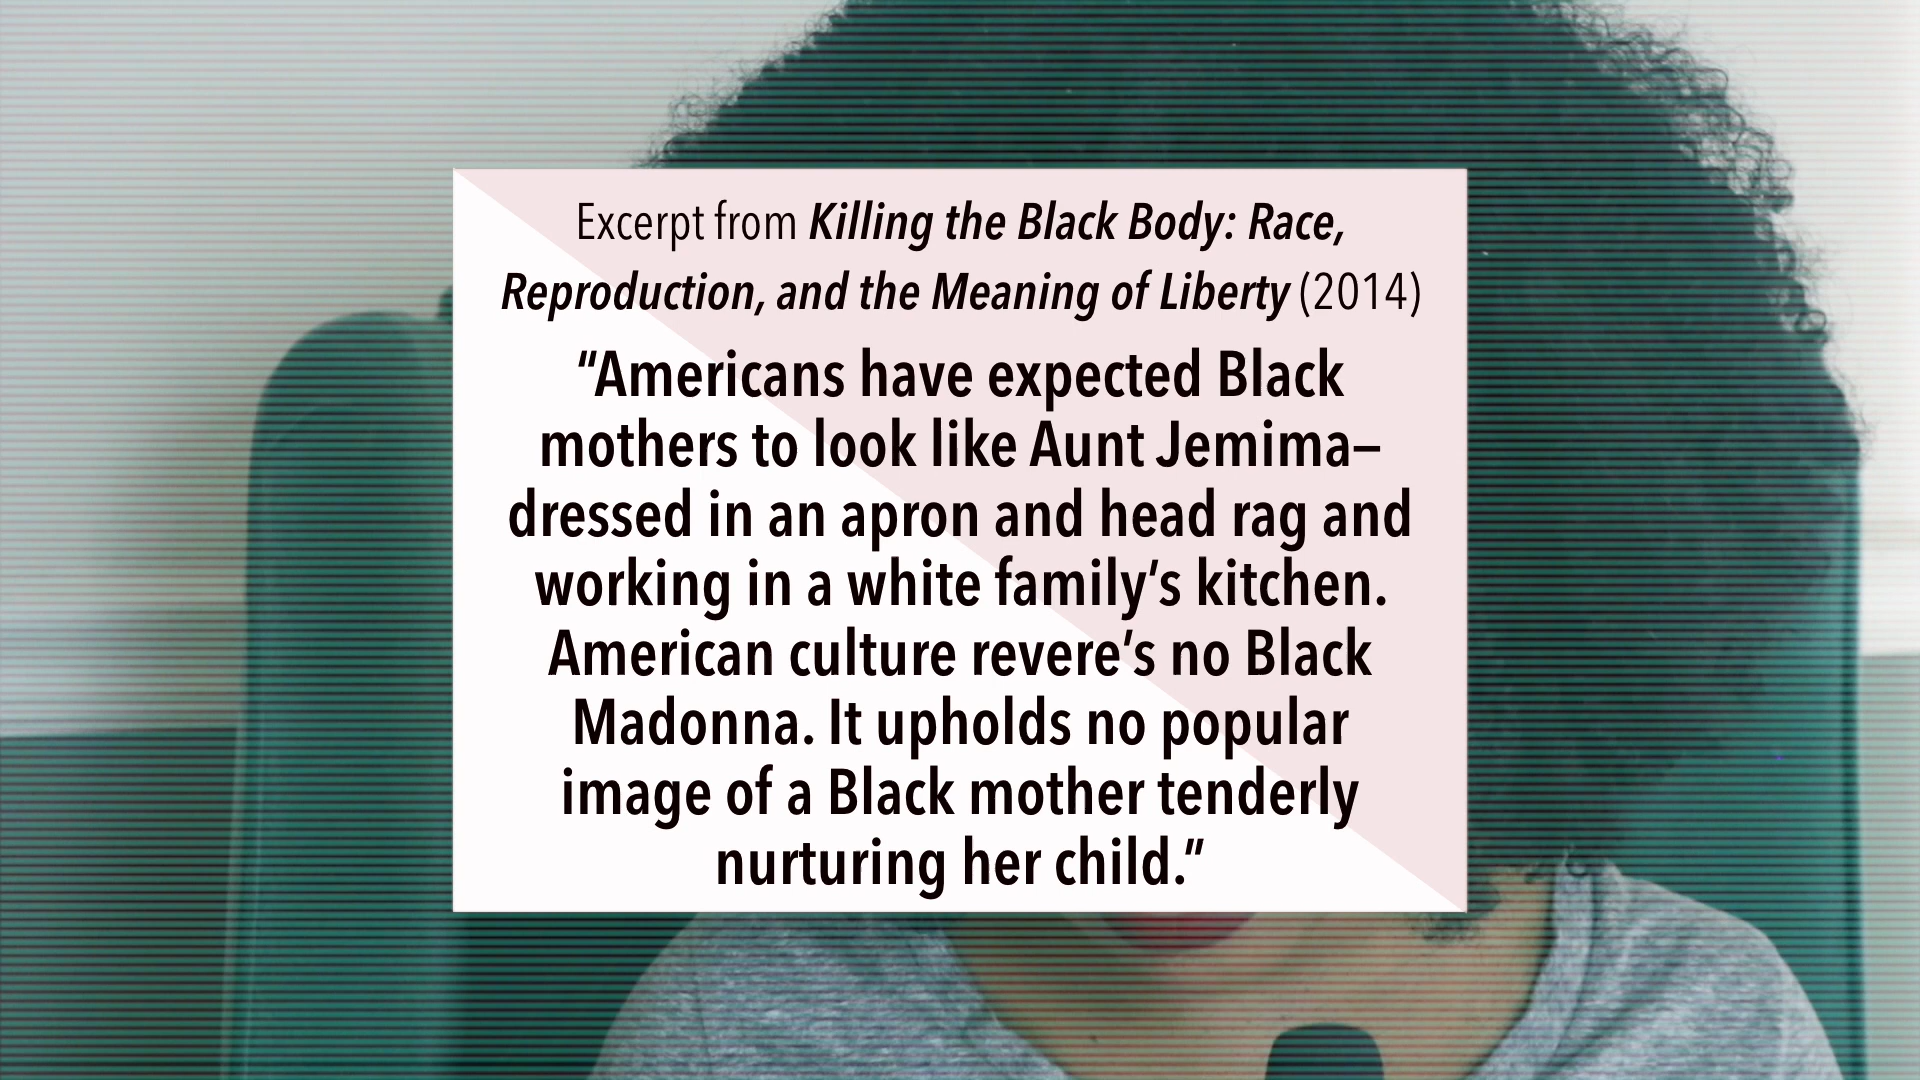 Excerpt from Killing the Black Body: Race,
Reproduction, and the Meaning of Liberty (2014)
“Americans have expected Black
mothers to look like Aunt Jemima—
dressed in an apron and head rag and
working in a white family’s kitchen.
American culture revere’s no Black
Madonna. It upholds no popular
image of a Black mother tenderly
nurturing her child.”